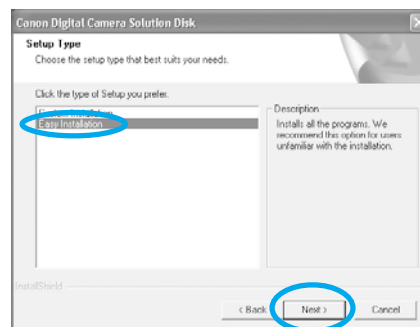 Canon Digital Camera Solution Disk
Setup Type
Choose the setup type that best suits your needs.
Click the type of Setup you prefer.
Easy Installation
Description
Installs all the programs. We
recommend this option for users
unfamiliar with the installation.
InstallShield
< Back
Next >
Cancel